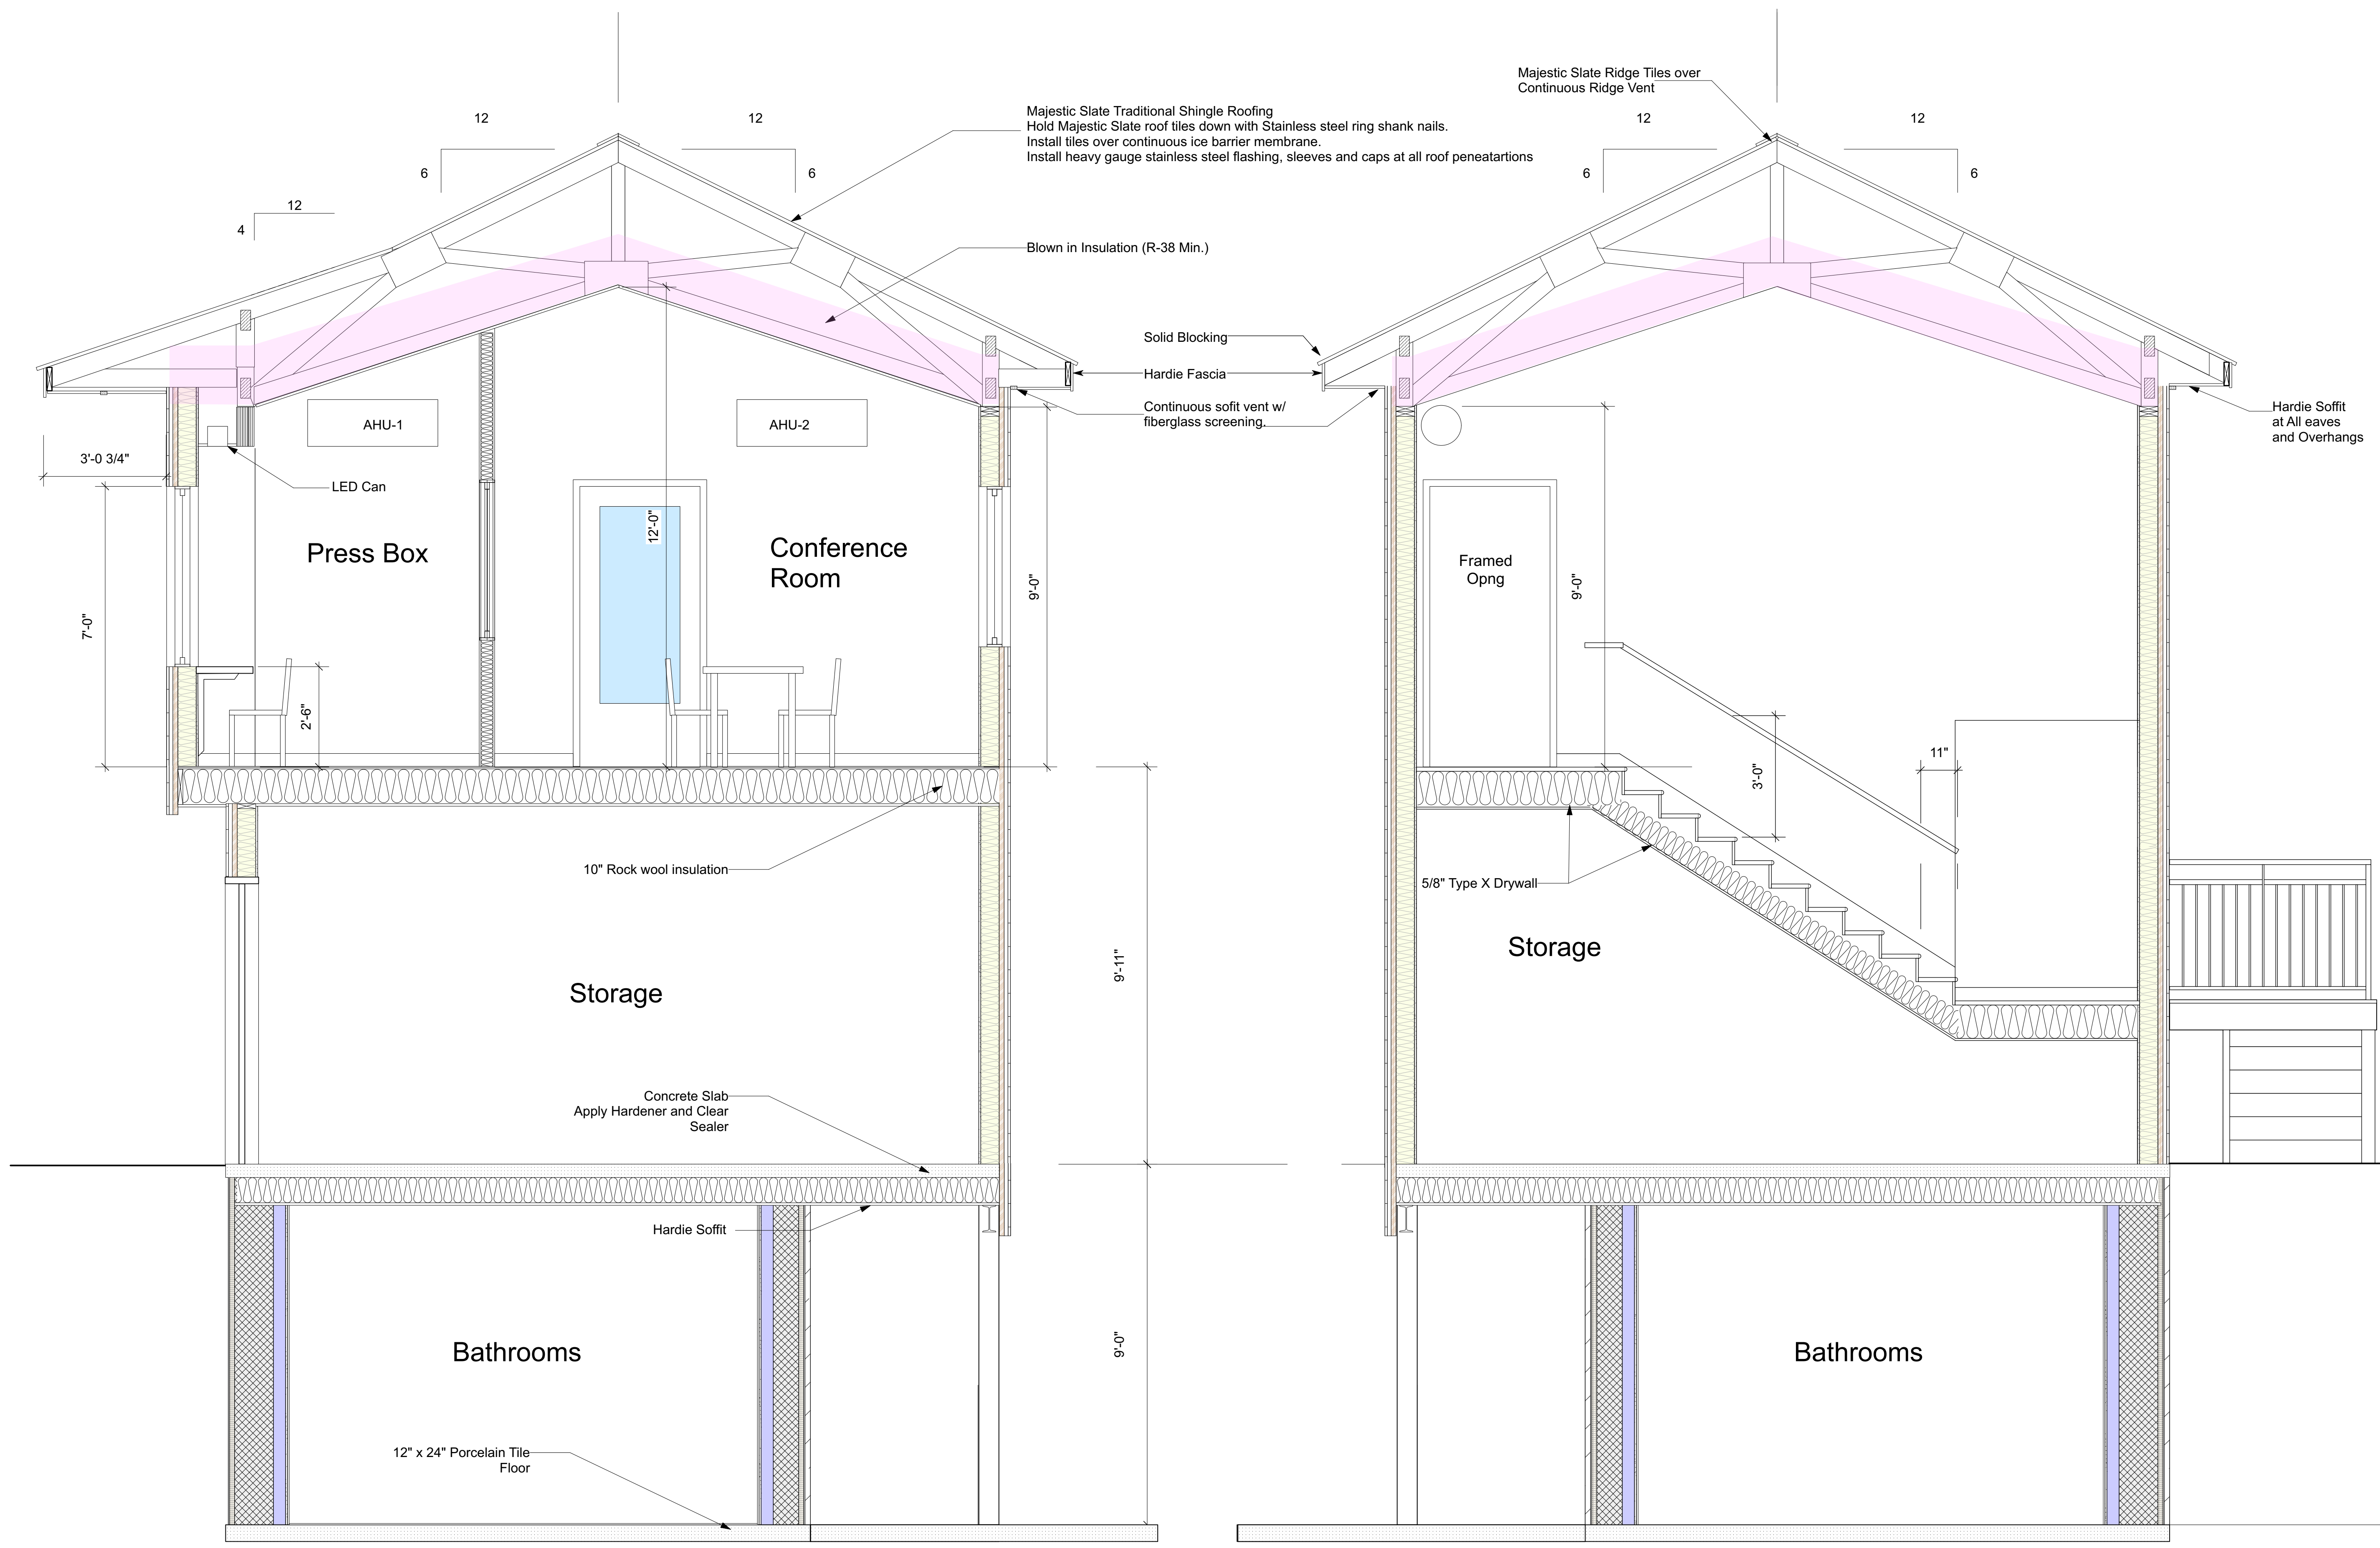 Majestic Slate Ridge Tiles over
Continuous Ridge Vent
Majestic Slate Traditional Shingle Roofing
Hold Majestic Slate roof tiles down with Stainless steel ring shank nails.
Install tiles over continuous ice barrier membrane.
Install heavy gauge stainless steel flashing, sleeves and caps at all roof peneatartions
12
12
12
12
6
6
6
6
12
4
Blown in Insulation (R-38 Min.)
Solid Blocking
Hardie Fascia
Continuous sofit vent w/
fiberglass screening.
Hardie Soffit
at All eaves
and Overhangs
AHU-1
AHU-2
3'-0 3/4"
LED Can
7'-0"
Press Box
12'-0"
Conference
Room
9'-0"
2'-6"
Framed
Opng
9'-0"
11"
3'-0"
10" Rock wool insulation
5/8" Type X Drywall
Storage
Storage
9'-11"
Concrete Slab
Apply Hardener and Clear
Sealer
Hardie Soffit
Bathrooms
9'-0"
Bathrooms
12" x 24" Porcelain Tile
Floor